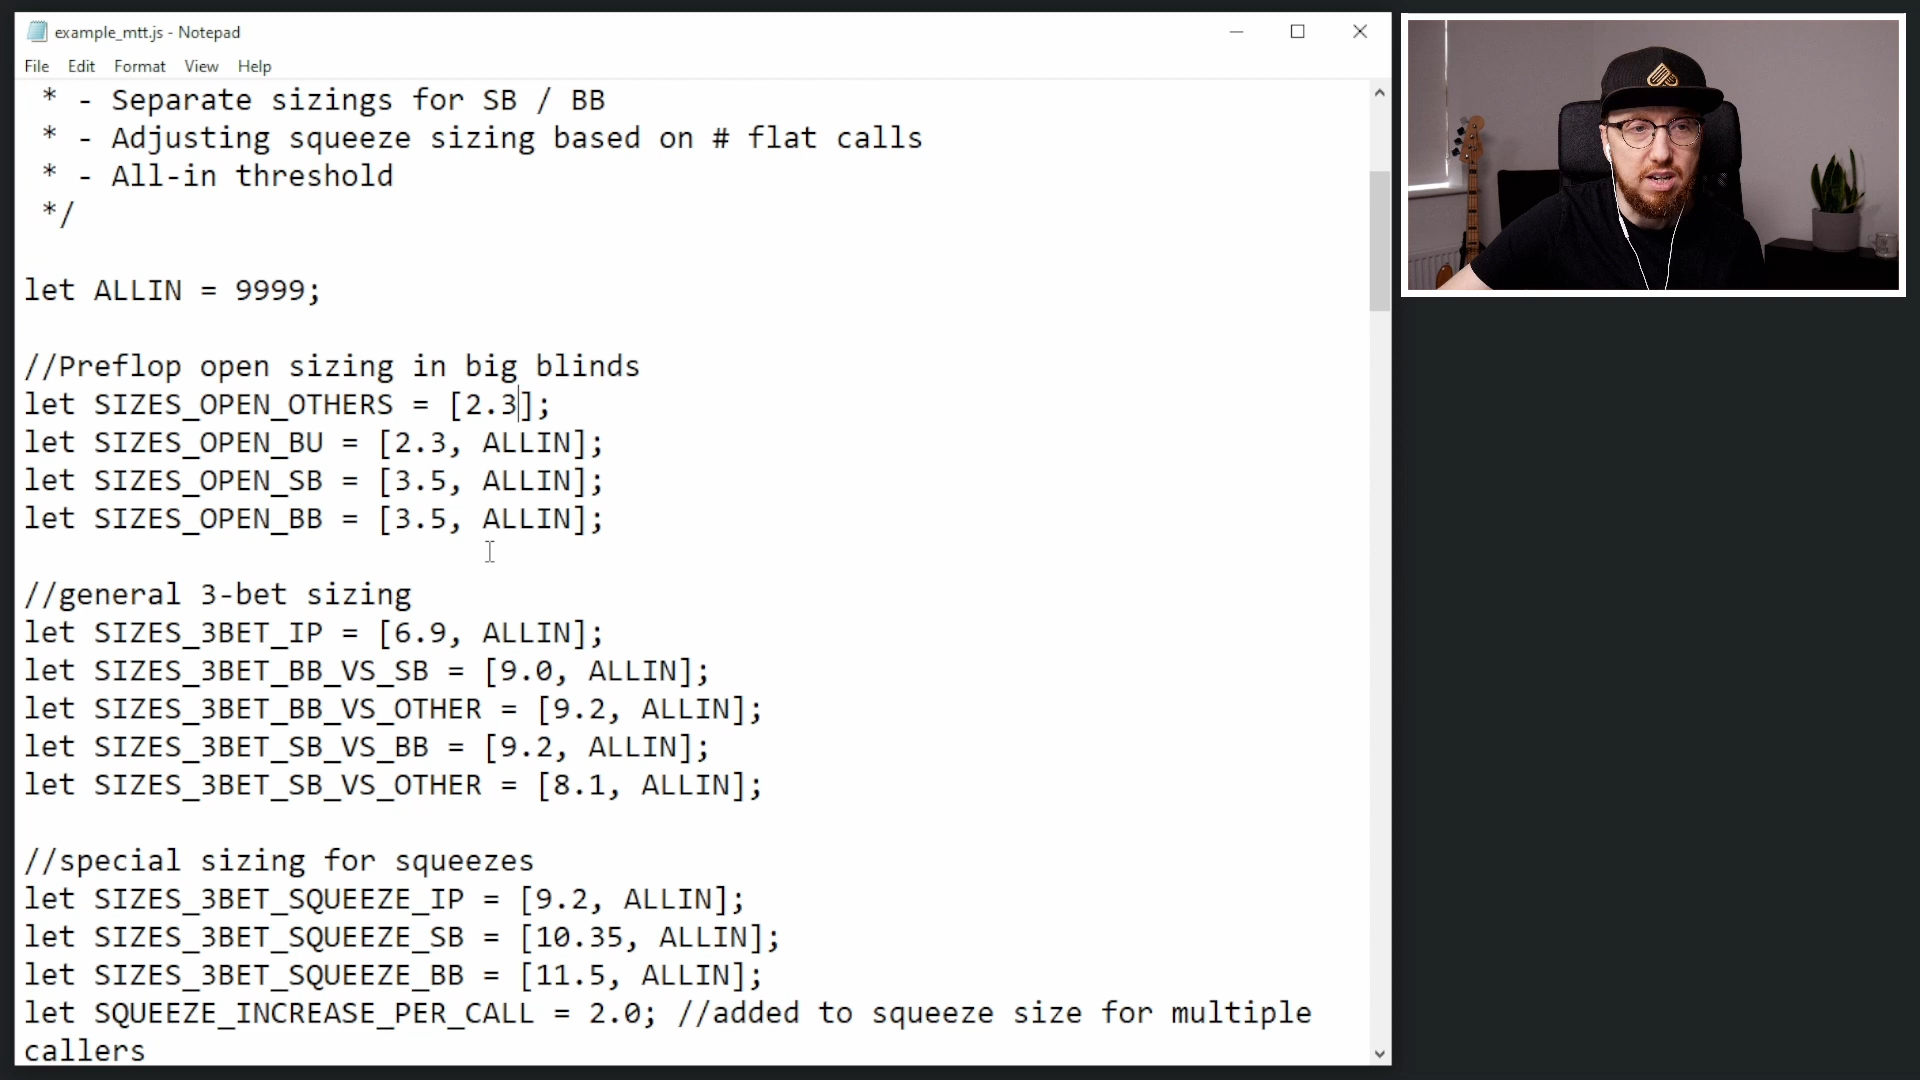 example_mtt.js - Notepad
File Edit Format View Help
* - Separate sizings for SB / BB
* - Adjusting squeeze sizing based on # flat calls
* - All-in threshold
*/
let ALLIN = 9999;
//Preflop open sizing in big blinds
let SIZES_OPEN_OTHERS = [2.3];
let SIZES_OPEN_BU = [2.3, ALLIN];
let SIZES_OPEN_SB = [3.5, ALLIN];
let SIZES_OPEN_BB = [3.5, ALLIN];
//general 3-bet sizing
let SIZES_3BET_IP = [6.9, ALLIN];
let SIZES_3BET_BB_VS_SB = [9.0, ALLIN];
let SIZES_3BET_BB_VS_OTHER = [9.2, ALLIN];
let SIZES_3BET_SB_VS_BB = [9.2, ALLIN];
let SIZES_3BET_SB_VS_OTHER = [8.1, ALLIN];
//special sizing for squeezes
let SIZES_3BET_SQUEEZE_IP = [9.2, ALLIN];
let SIZES_3BET_SQUEEZE_SB = [10.35, ALLIN];
let SIZES_3BET_SQUEEZE_BB = [11.5, ALLIN];
let SQUEEZE_INCREASE_PER_CALL = 2.0; //added to squeeze size for multiple
callers